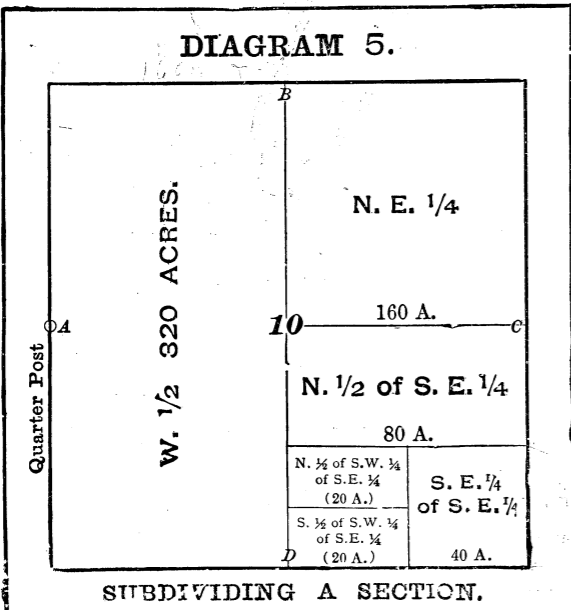 DIAGRAM 5.
B
N. E. 1/4
W. 1/2 320 ACRES.
160 A.
A
10
C
Quarter Post
N. 1/2 of S. E. 1/4
80 A.
N. ½ of S.W. ¼
of S.E. ¼
(20 A.)
S. E. 1/4
of S. E. 1/4
S. ½ of S.W. ¼
of S.E. ¼
(20 A.)
40 A.
D
SUBDIVIDING A SECTION.